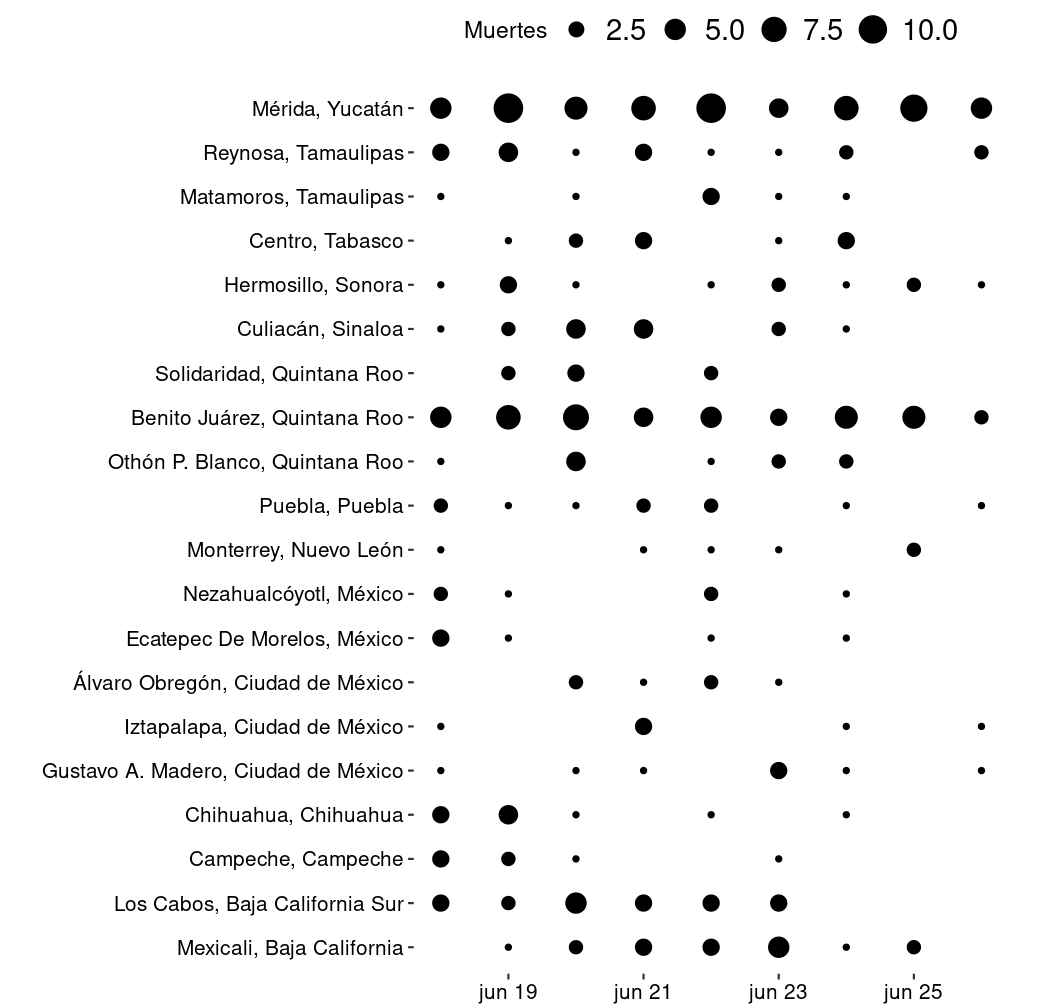 Muertes 2.5 5.0 7.5 10.0
Mérida, Yucatán
Reynosa, Tamaulipas
Matamoros, Tamaulipas
Centro, Tabasco
Hermosillo, Sonora
Culiacán, Sinaloa
Solidaridad, Quintana Roo
Benito Juárez, Quintana Roo
Othón P. Blanco, Quintana Roo
Puebla, Puebla
Monterrey, Nuevo León
Nezahualcóyotl, México
Ecatepec De Morelos, México
Álvaro Obregón, Ciudad de México
Iztapalapa, Ciudad de México
Gustavo A. Madero, Ciudad de México
Chihuahua, Chihuahua
Campeche, Campeche
Los Cabos, Baja California Sur
Mexicali, Baja California
jun 19 jun 21 jun 23 jun 25